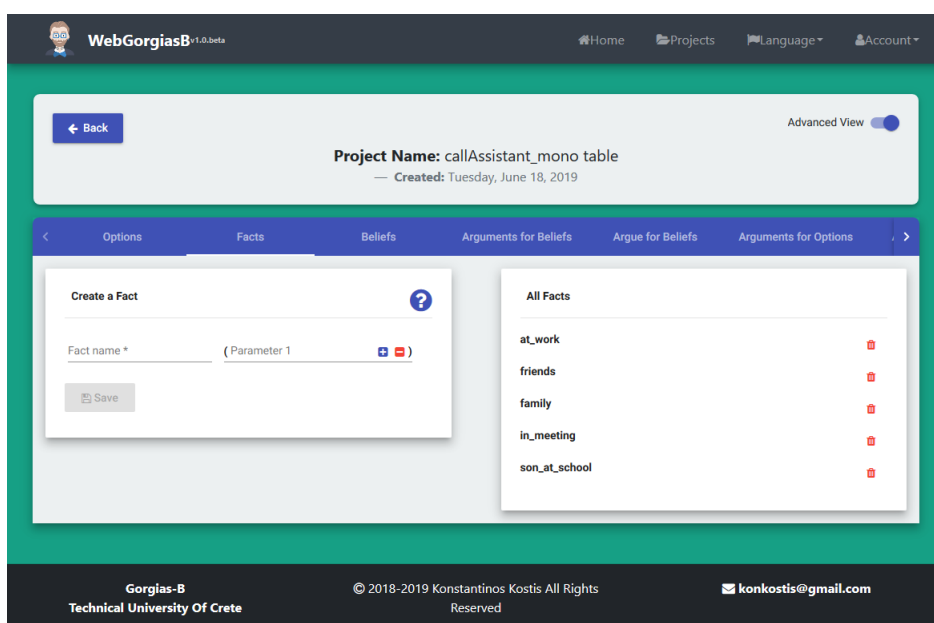 WebGorgiasB v1.0.beta
Home Projects Language Account
Back
Advanced View
Project Name: callAssistant_mono table
— Created: Tuesday, June 18, 2019
Options Facts Beliefs Arguments for Beliefs Argue for Beliefs Arguments for Options
Create a Fact
?
Fact name * ( Parameter 1 )
Save
All Facts
at_work
friends
family
in_meeting
son_at_school
Gorgias-B
Technical University Of Crete
© 2018-2019 Konstantinos Kostis All Rights
Reserved
konkostis@gmail.com